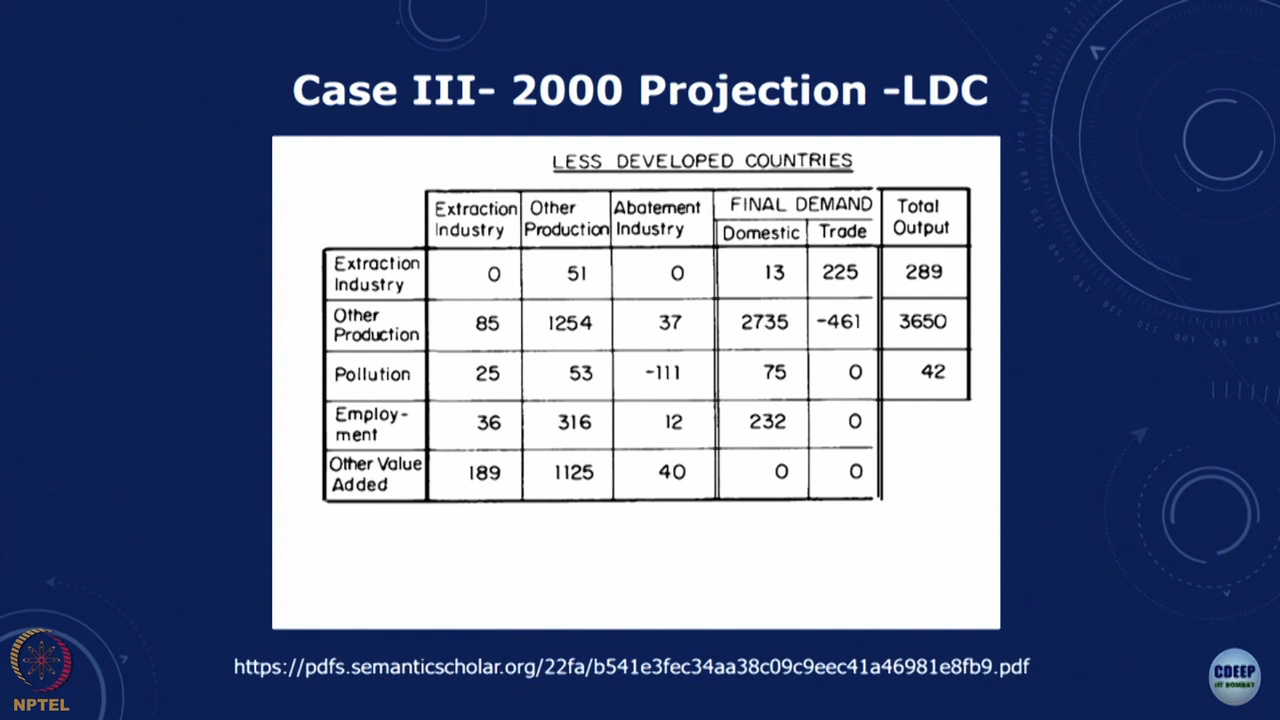 Case III- 2000 Projection -LDC
LESS DEVELOPED COUNTRIES
Extraction Industry Other Production Abatement Industry FINAL DEMAND Domestic Trade Total Output
Extraction Industry 0 51 0 13 225 289
Other Production 85 1254 37 2735 -461 3650
Pollution 25 53 -111 75 0 42
Employ-ment 36 316 12 232 0
Other Value Added 189 1125 40 0 0
https://pdfs.semanticscholar.org/22fa/b541e3fec34aa38c09c9eec41a46981e8fb9.pdf
NPTEL
CDEEP
IIT BOMBAY